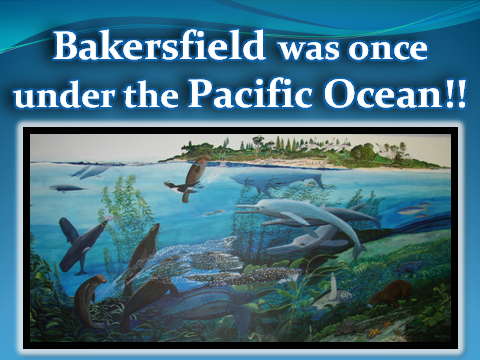 Bakersfield was once
under the Pacific Ocean!!